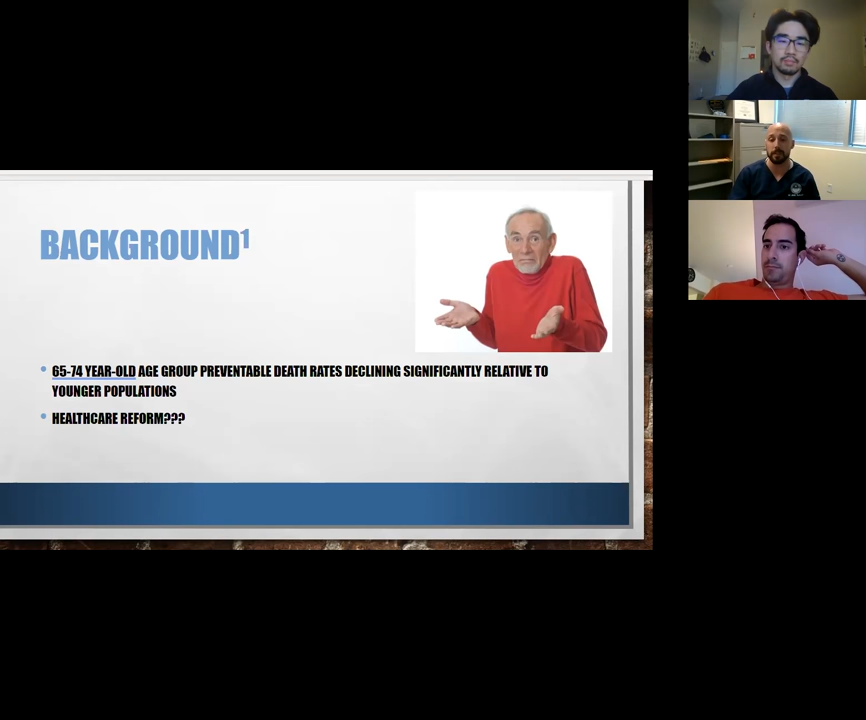 BACKGROUND¹
• 65-74 YEAR-OLD AGE GROUP PREVENTABLE DEATH RATES DECLINING SIGNIFICANTLY RELATIVE TO
YOUNGER POPULATIONS
• HEALTHCARE REFORM???